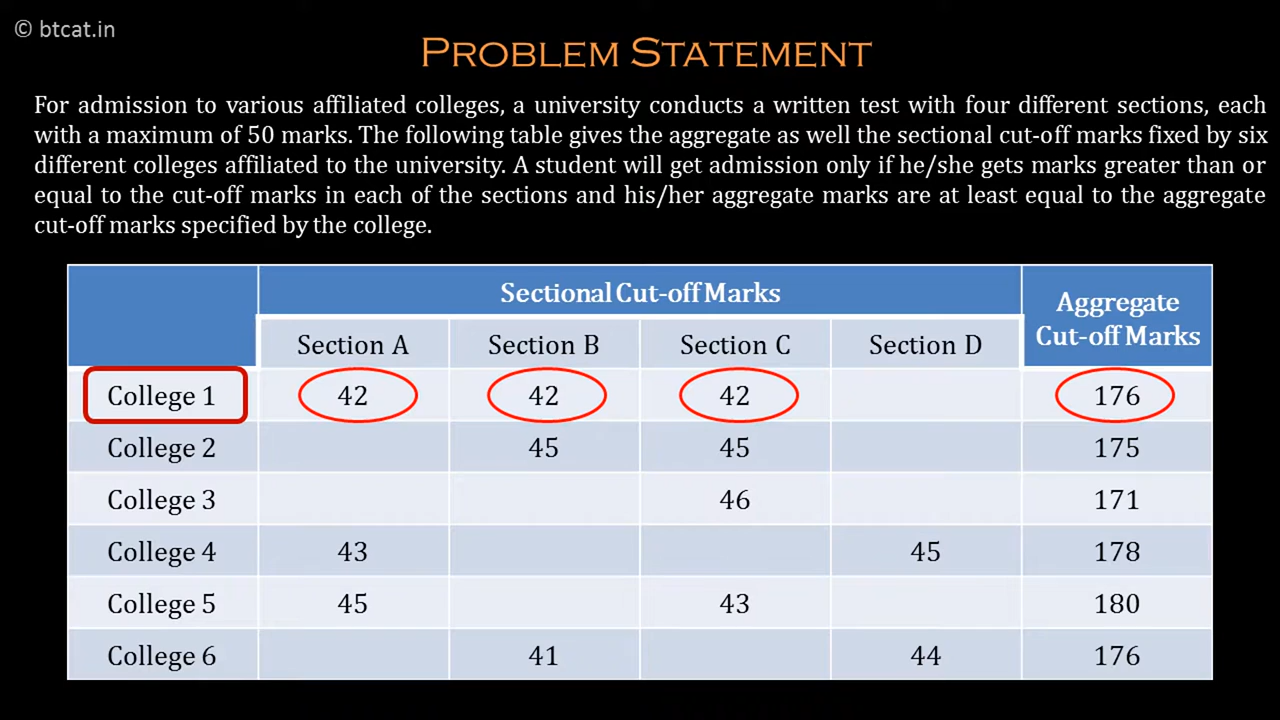 © btcat.in
PROBLEM STATEMENT
For admission to various affiliated colleges, a university conducts a written test with four different sections, each
with a maximum of 50 marks. The following table gives the aggregate as well the sectional cut-off marks fixed by six
different colleges affiliated to the university. A student will get admission only if he/she gets marks greater than or
equal to the cut-off marks in each of the sections and his/her aggregate marks are at least equal to the aggregate
cut-off marks specified by the college.
Sectional Cut-off Marks
Aggregate
Cut-off Marks
Section A Section B Section C Section D
College 1 42 42 42 176
College 2 45 45 175
College 3 46 171
College 4 43 45 178
College 5 45 43 180
College 6 41 44 176